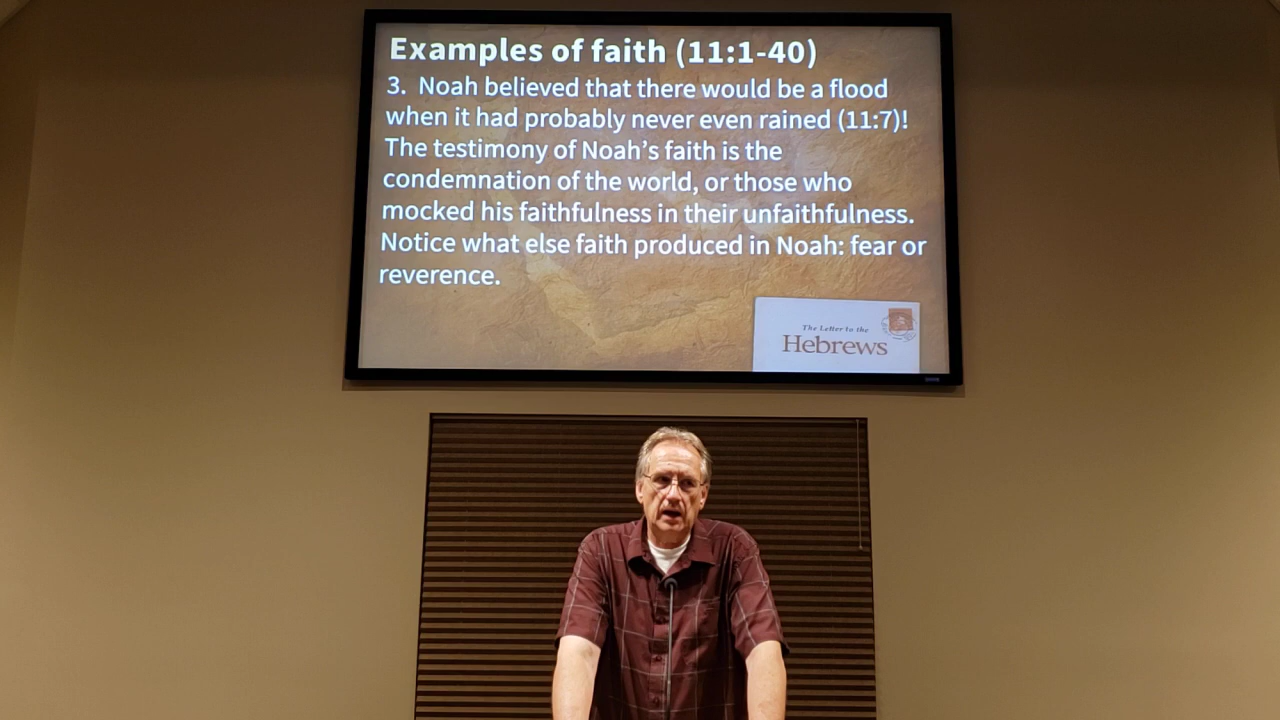 Examples of faith (11:1-40)
3. Noah believed that there would be a flood
when it had probably never even rained (11:7)!
The testimony of Noah’s faith is the
condemnation of the world, or those who
mocked his faithfulness in their unfaithfulness.
Notice what else faith produced in Noah: fear or
reverence.
The Letter to the
Hebrews